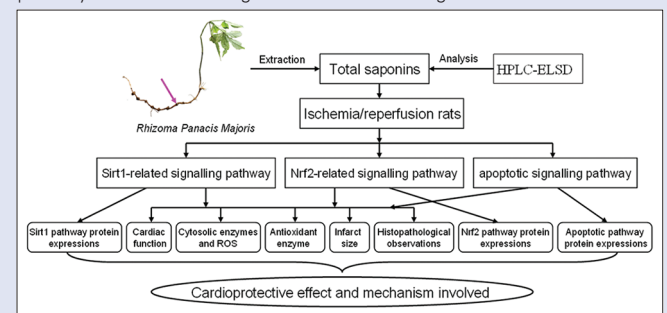 Extraction
Total saponins
Analysis
HPLC-ELSD
Rhizoma Panacis Majoris
Ischemia/reperfusion rats
Sirt1-related signalling pathway
Nrf2-related signalling pathway
apoptotic signalling pathway
Sirt1 pathway protein
expressions
Cardiac
function
Cytosolic enzymes
and ROS
Antioxidant
enzyme
Infarct
size
Histopathological
observations
Nrf2 pathway protein
expressions
Apoptotic pathway
protein expressions
Cardioprotective effect and mechanism involved